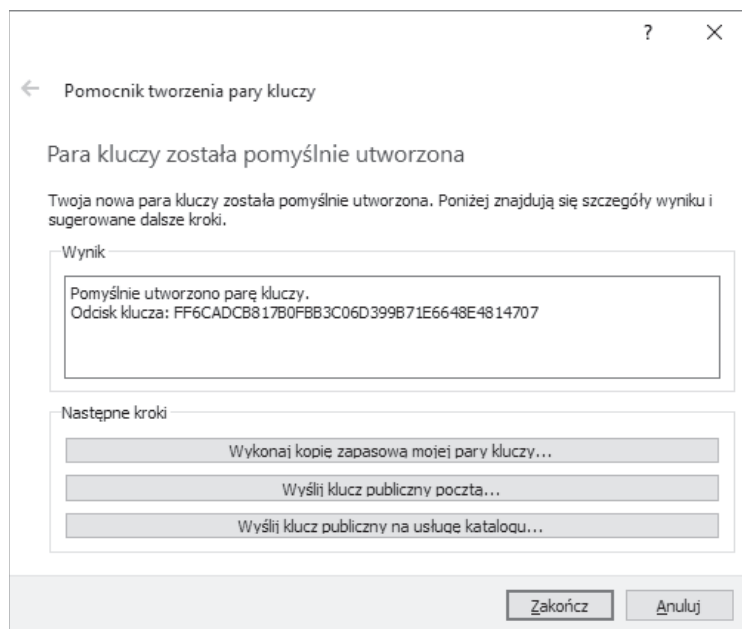 ?
Pomocnik tworzenia pary kluczy
Para kluczy została pomyślnie utworzona
Twoja nowa para kluczy została pomyślnie utworzona. Poniżej znajdują się szczegóły wyniku i
sugerowane dalsze kroki.
Wynik
Pomyślnie utworzono parę kluczy.
Odcisk klucza: FF6CADCB817B0FBB3C06D399B71E6648E4814707
Następne kroki
Wykonaj kopię zapasową mojej pary kluczy...
Wyślij klucz publiczny pocztą...
Wyślij klucz publiczny na usługę katalogu...
Zakończ Anuluj